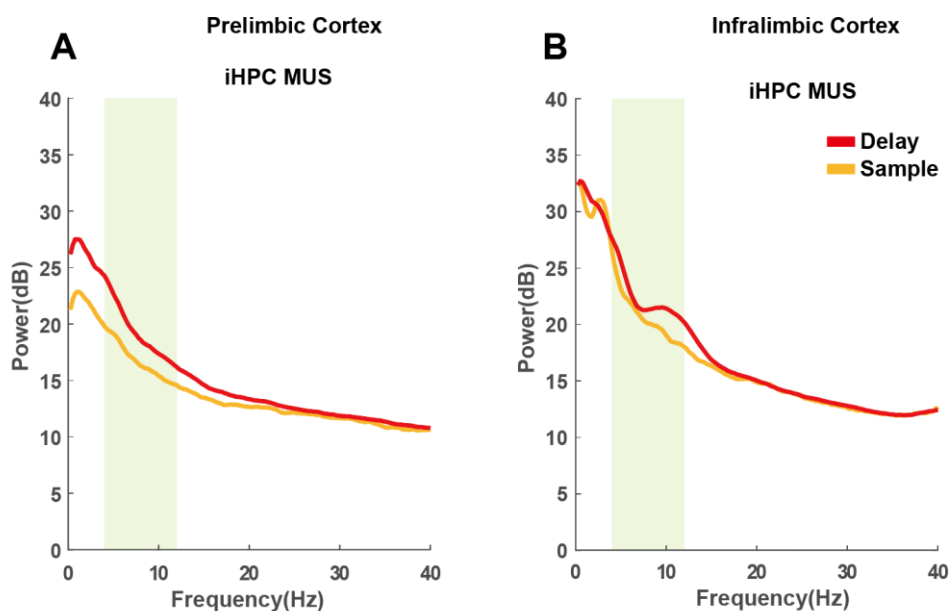 A
Prelimbic Cortex
iHPC MUS
40
35
30
25
20
15
10
5
0
Power(dB)
0
10
20
30
40
Frequency(Hz)
B
Infralimbic Cortex
iHPC MUS
Delay
Sample
40
35
30
25
20
15
10
5
0
Power(dB)
0
10
20
30
40
Frequency(Hz)